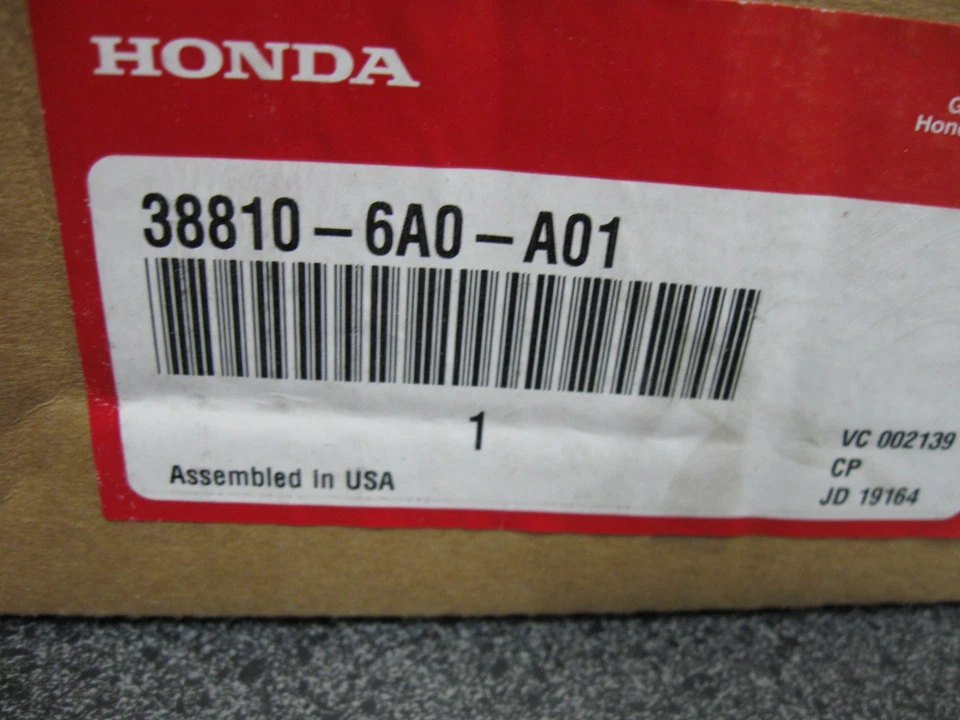 HONDA
38810-6A0-A01
1
Assembled in USA
VC 002139
CP
JD 19164